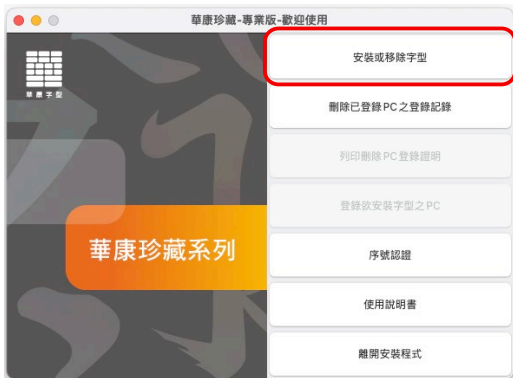 華康珍藏-專業版-歡迎使用
華康字型
華康珍藏系列
安裝或移除字型
刪除已登錄PC之登錄記錄
列印刪除PC登錄證明
登錄欲安裝字型之PC
序號認證
使用說明書
離開安裝程式